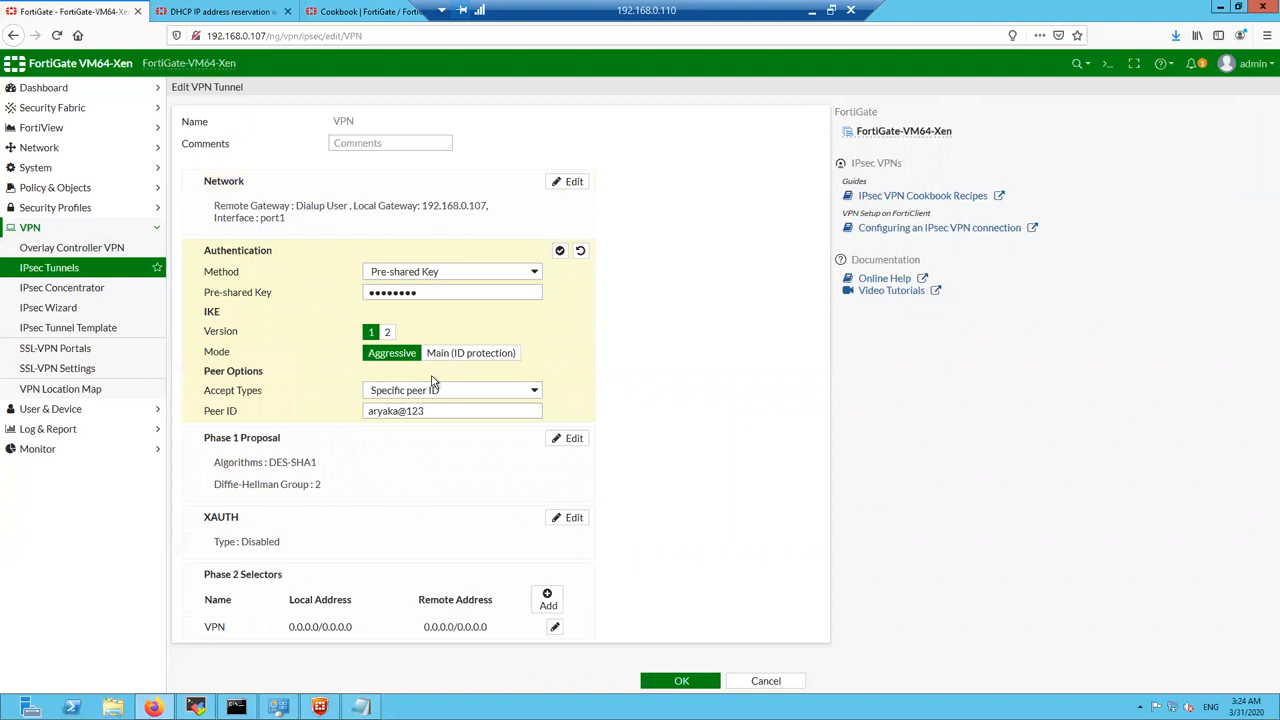 FortiGate - FortiGate-VM64-X
DHCP IP address reservation
Cookbook | FortiGate / Forti
192.168.0.110
192.168.0.107/ng/vpn/ipsec/edit/VPN
FortiGate VM64-Xen
FortiGate-VM64-Xen
1
admin
Dashboard
Security Fabric
FortiView
Network
System
Policy & Objects
Security Profiles
VPN
Overlay Controller VPN
IPsec Tunnels
IPsec Concentrator
IPsec Wizard
IPsec Tunnel Template
SSL-VPN Portals
SSL-VPN Settings
VPN Location Map
User & Device
Log & Report
Monitor
Edit VPN Tunnel
Name VPN
Comments Comments
Network Edit
Remote Gateway : Dialup User , Local Gateway: 192.168.0.107,
Interface : port1
Authentication
Method Pre-shared Key
Pre-shared Key ••••••••
IKE
Version 1 2
Mode Aggressive Main (ID protection)
Peer Options
Accept Types Specific peer ID
Peer ID aryaka@123
Phase 1 Proposal Edit
Algorithms : DES-SHA1
Diffie-Hellman Group : 2
XAUTH Edit
Type : Disabled
Phase 2 Selectors
Name Local Address Remote Address Add
VPN 0.0.0.0/0.0.0.0 0.0.0.0/0.0.0.0
OK Cancel
FortiGate
FortiGate-VM64-Xen
IPsec VPNs
Guides
IPsec VPN Cookbook Recipes
VPN Setup on FortiClient
Configuring an IPsec VPN connection
Documentation
Online Help
Video Tutorials
ENG
3:24 AM
3/31/2020